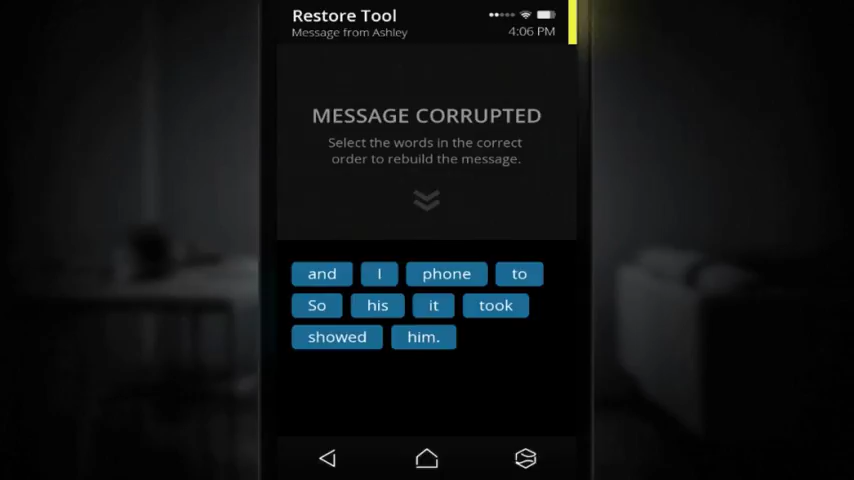 Restore Tool
Message from Ashley
4:06 PM
MESSAGE CORRUPTED
Select the words in the correct
order to rebuild the message.
and I phone to
So his it took
showed him.